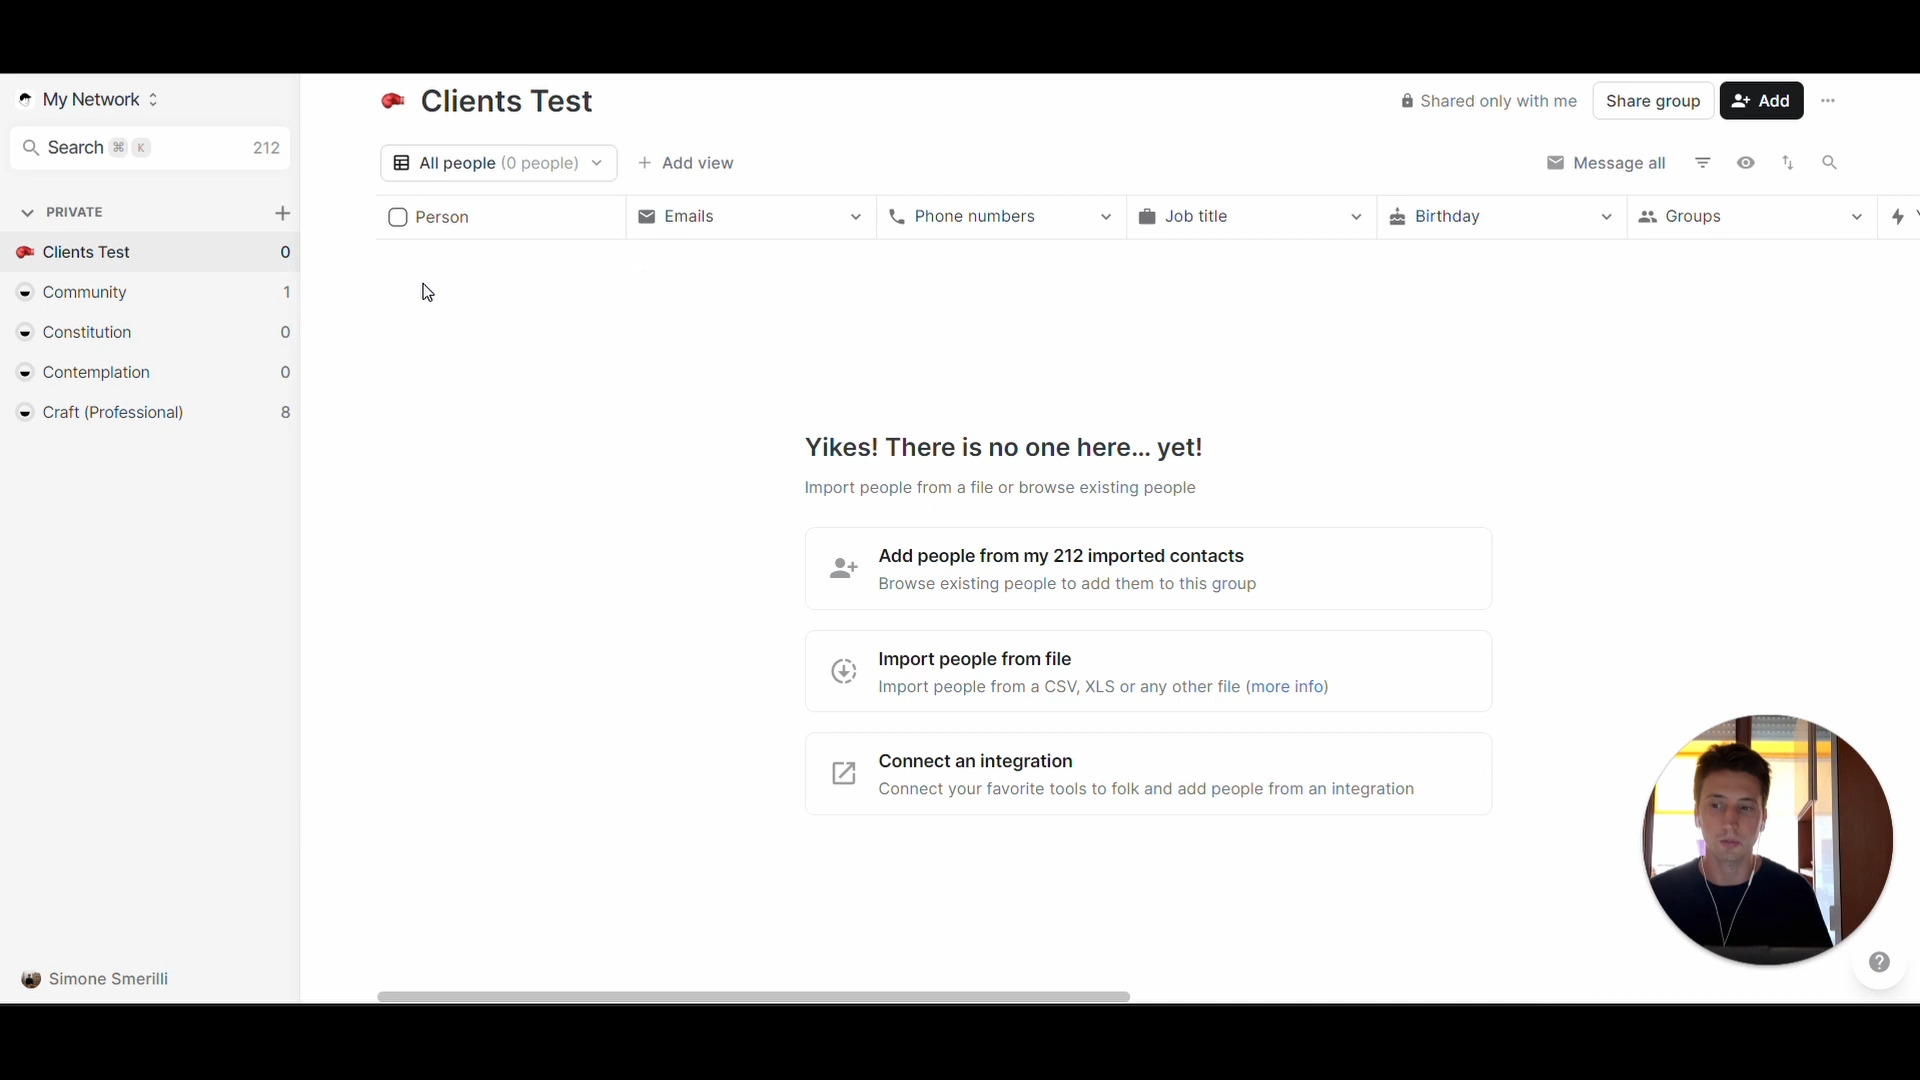 My Network
Clients Test
Shared only with me
Share group
Add
Search ⌘ K 212
All people (0 people)
Add view
Message all
PRIVATE
Person
Emails
Phone numbers
Job title
Birthday
Groups
Clients Test 0
Community 1
Constitution 0
Contemplation 0
Craft (Professional) 8
Yikes! There is no one here... yet!
Import people from a file or browse existing people
Add people from my 212 imported contacts
Browse existing people to add them to this group
Import people from file
Import people from a CSV, XLS or any other file (more info)
Connect an integration
Connect your favorite tools to folk and add people from an integration
Simone Smerilli
?